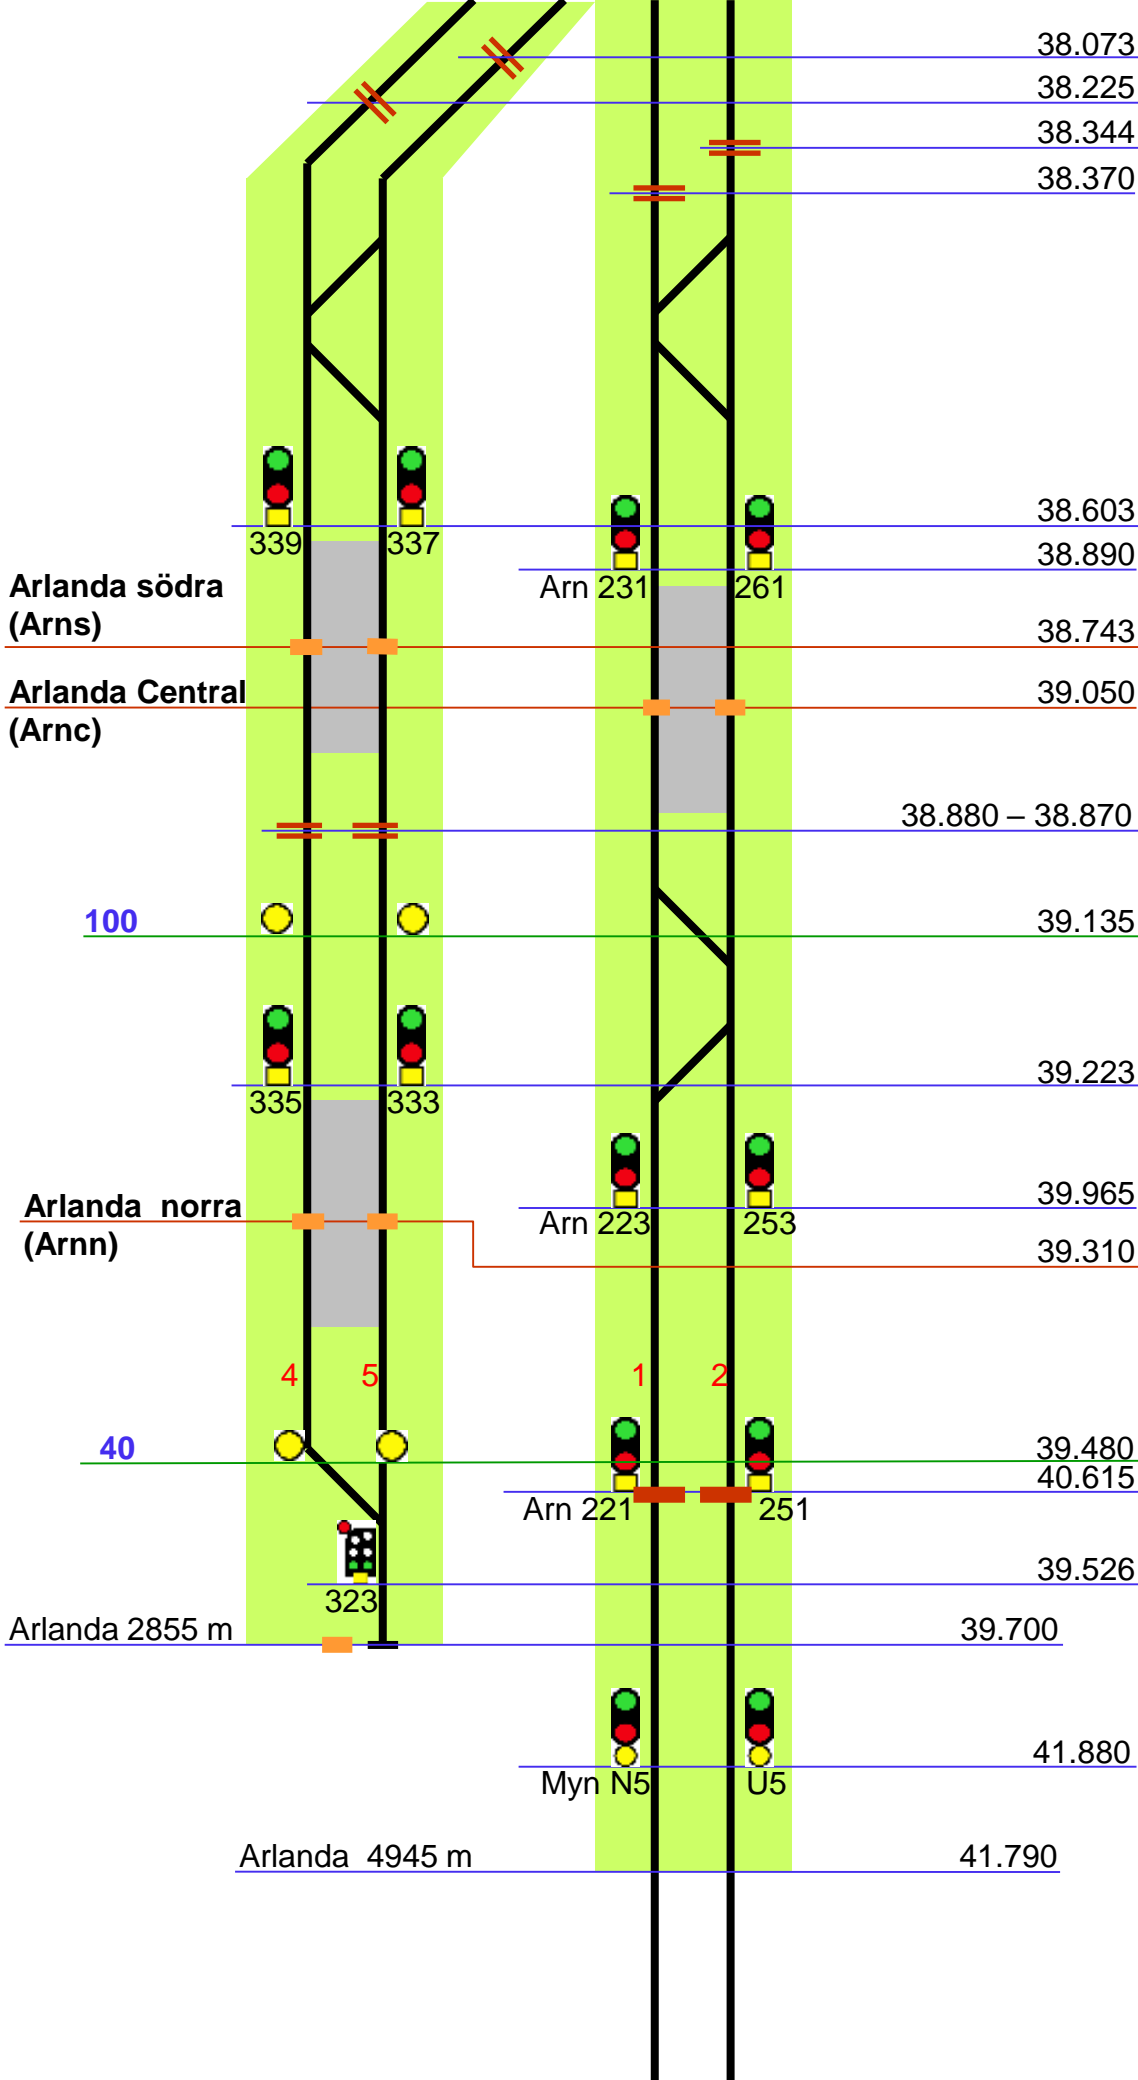 38.073
38.225
38.344
38.370
339 337
38.603
38.890
Arn 231 261
Arlanda södra
(Arns)
38.743
Arlanda Central
(Arnc)
39.050
38.880 – 38.870
100
39.135
39.223
335 333
39.965
Arlanda norra
(Arnn)
Arn 223 253
39.310
4 5 1 2
40
39.480
40.615
Arn 221 251
39.526
323
Arlanda 2855 m 39.700
41.880
Myn N5 U5
Arlanda 4945 m 41.790